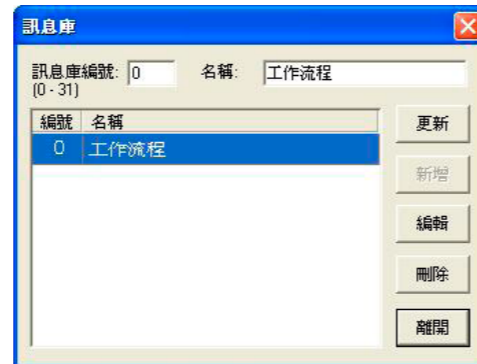 訊息庫
訊息庫編號: 0 名稱: 工作流程
(0 - 31)
編號 名稱
0 工作流程
更新
新增
編輯
刪除
離開